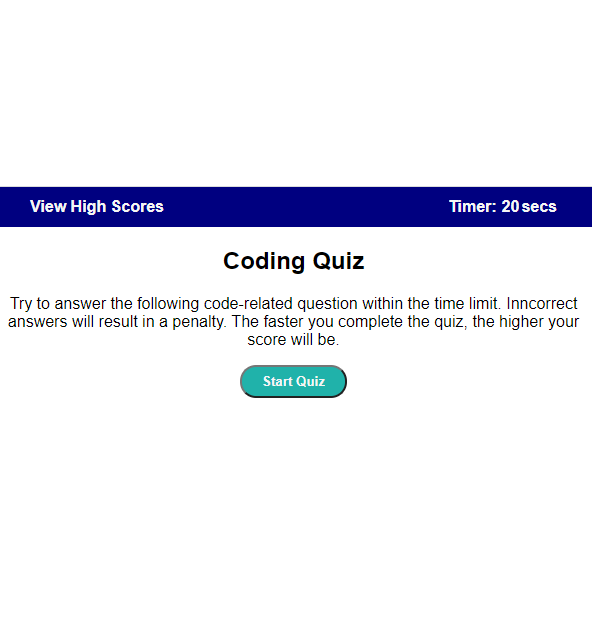 View High Scores Timer: 20 secs
Coding Quiz
Try to answer the following code-related question within the time limit. Inncorrect
answers will result in a penalty. The faster you complete the quiz, the higher your
score will be.
Start Quiz